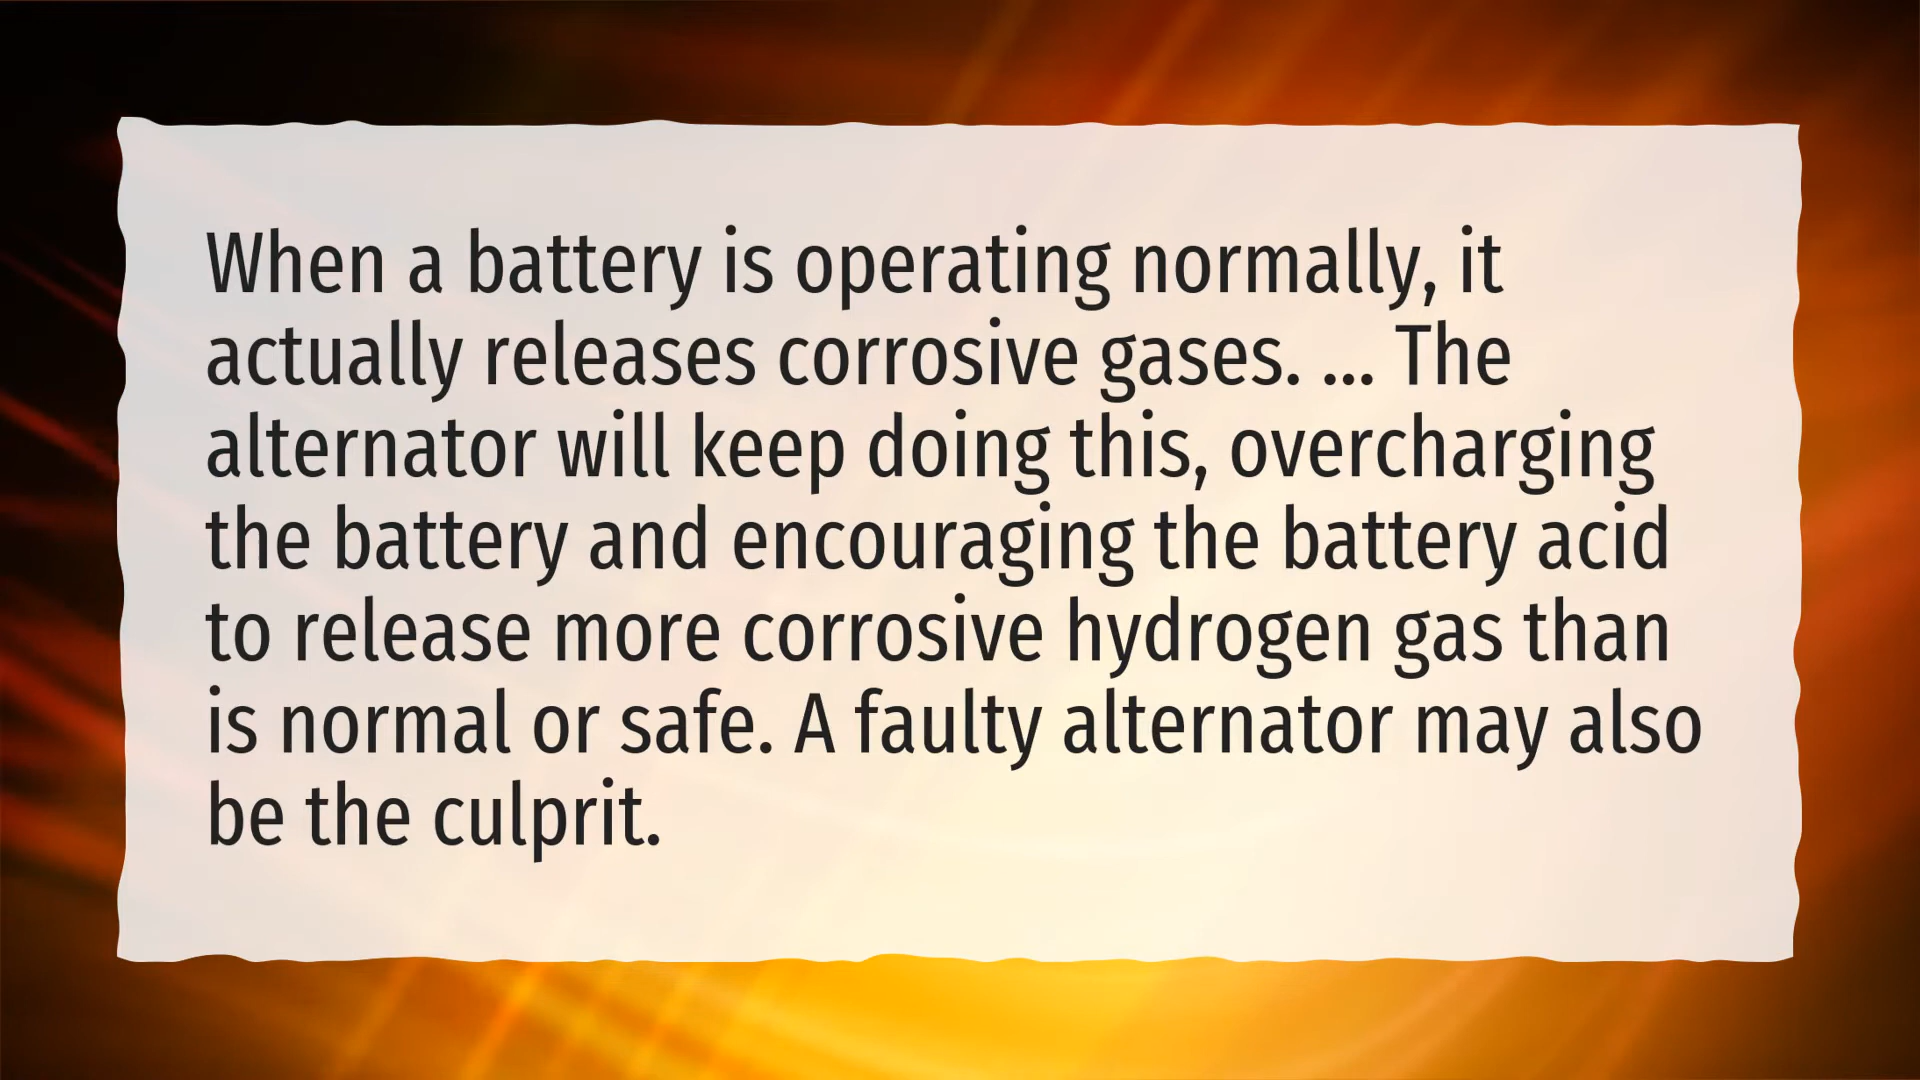 When a battery is operating normally, it
actually releases corrosive gases. ... The
alternator will keep doing this, overcharging
the battery and encouraging the battery acid
to release more corrosive hydrogen gas than
is normal or safe. A faulty alternator may also
be the culprit.